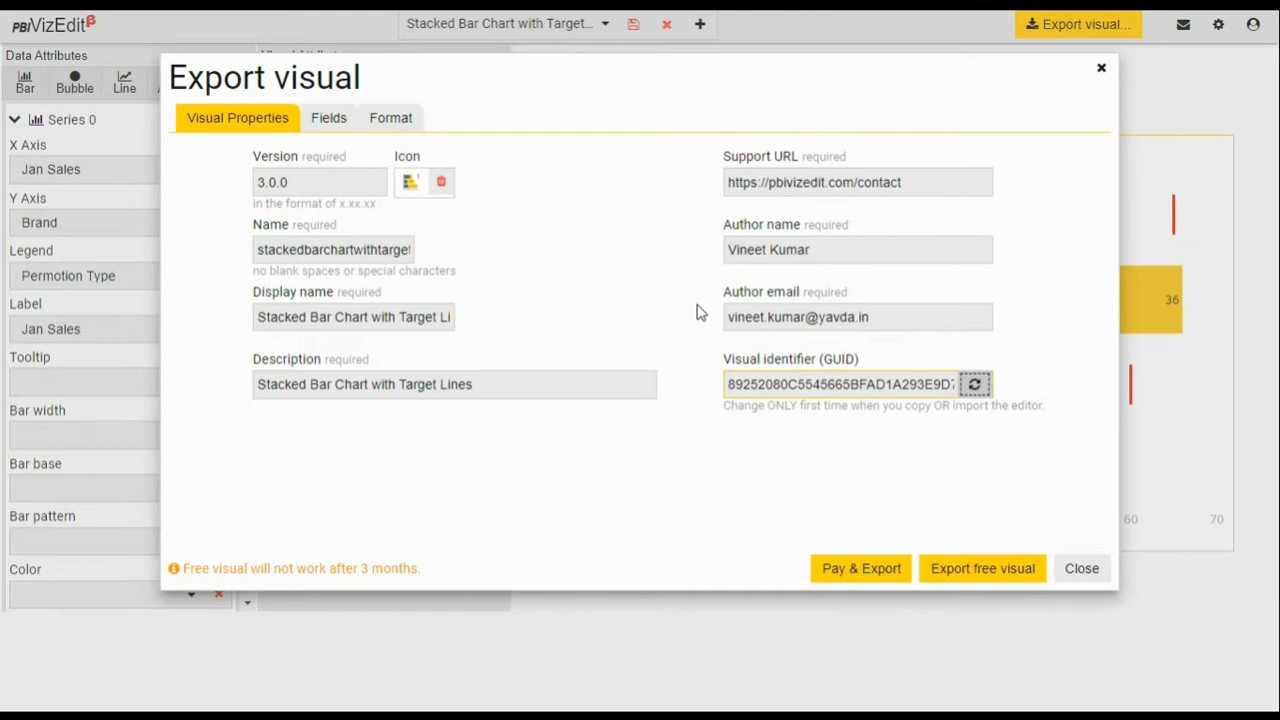 PBIVizEdit β
Stacked Bar Chart with Target...
Export visual...
Data Attributes
Bar
Bubble
Line
Series 0
X Axis
Jan Sales
Y Axis
Brand
Legend
Permotion Type
Label
Jan Sales
Tooltip
Bar width
Bar base
Bar pattern
Color
Export visual
Visual Properties
Fields
Format
Version required
3.0.0
in the format of x.xx.xx
Icon
Name required
stackedbarchartwithtarget
no blank spaces or special characters
Display name required
Stacked Bar Chart with Target Li
Description required
Stacked Bar Chart with Target Lines
Support URL required
https://pbivizedit.com/contact
Author name required
Vineet Kumar
Author email required
vineet.kumar@yavda.in
Visual identifier (GUID)
89252080C5545665BFAD1A293E9D7
Change ONLY first time when you copy OR import the editor.
Free visual will not work after 3 months.
Pay & Export
Export free visual
Close
36
60
70